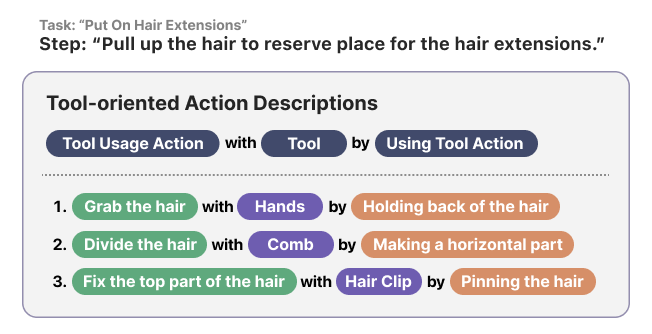 Task: “Put On Hair Extensions”
Step: “Pull up the hair to reserve place for the hair extensions.”
Tool-oriented Action Descriptions
Tool Usage Action with Tool by Using Tool Action
1. Grab the hair with Hands by Holding back of the hair
2. Divide the hair with Comb by Making a horizontal part
3. Fix the top part of the hair with Hair Clip by Pinning the hair